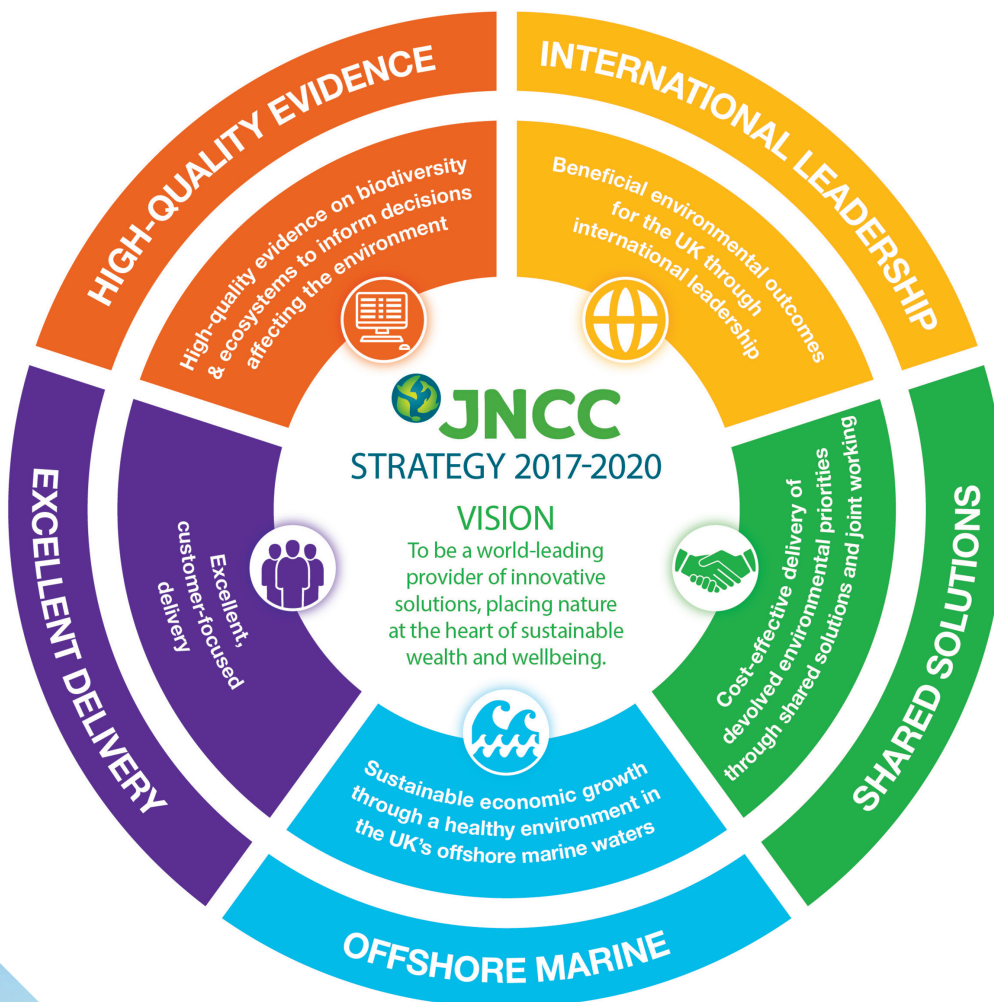 HIGH-QUALITY EVIDENCE
High-quality evidence on biodiversity
& ecosystems to inform decisions
affecting the environment
INTERNATIONAL LEADERSHIP
Beneficial environmental outcomes
for the UK through
international leadership
SHARED SOLUTIONS
Cost-effective delivery of
devolved environmental priorities
through shared solutions and joint working
OFFSHORE MARINE
Sustainable economic growth
through a healthy environment in
the UK's offshore marine waters
EXCELLENT DELIVERY
Excellent,
customer-focused
delivery
JNCC
STRATEGY 2017-2020
VISION
To be a world-leading
provider of innovative
solutions, placing nature
at the heart of sustainable
wealth and wellbeing.